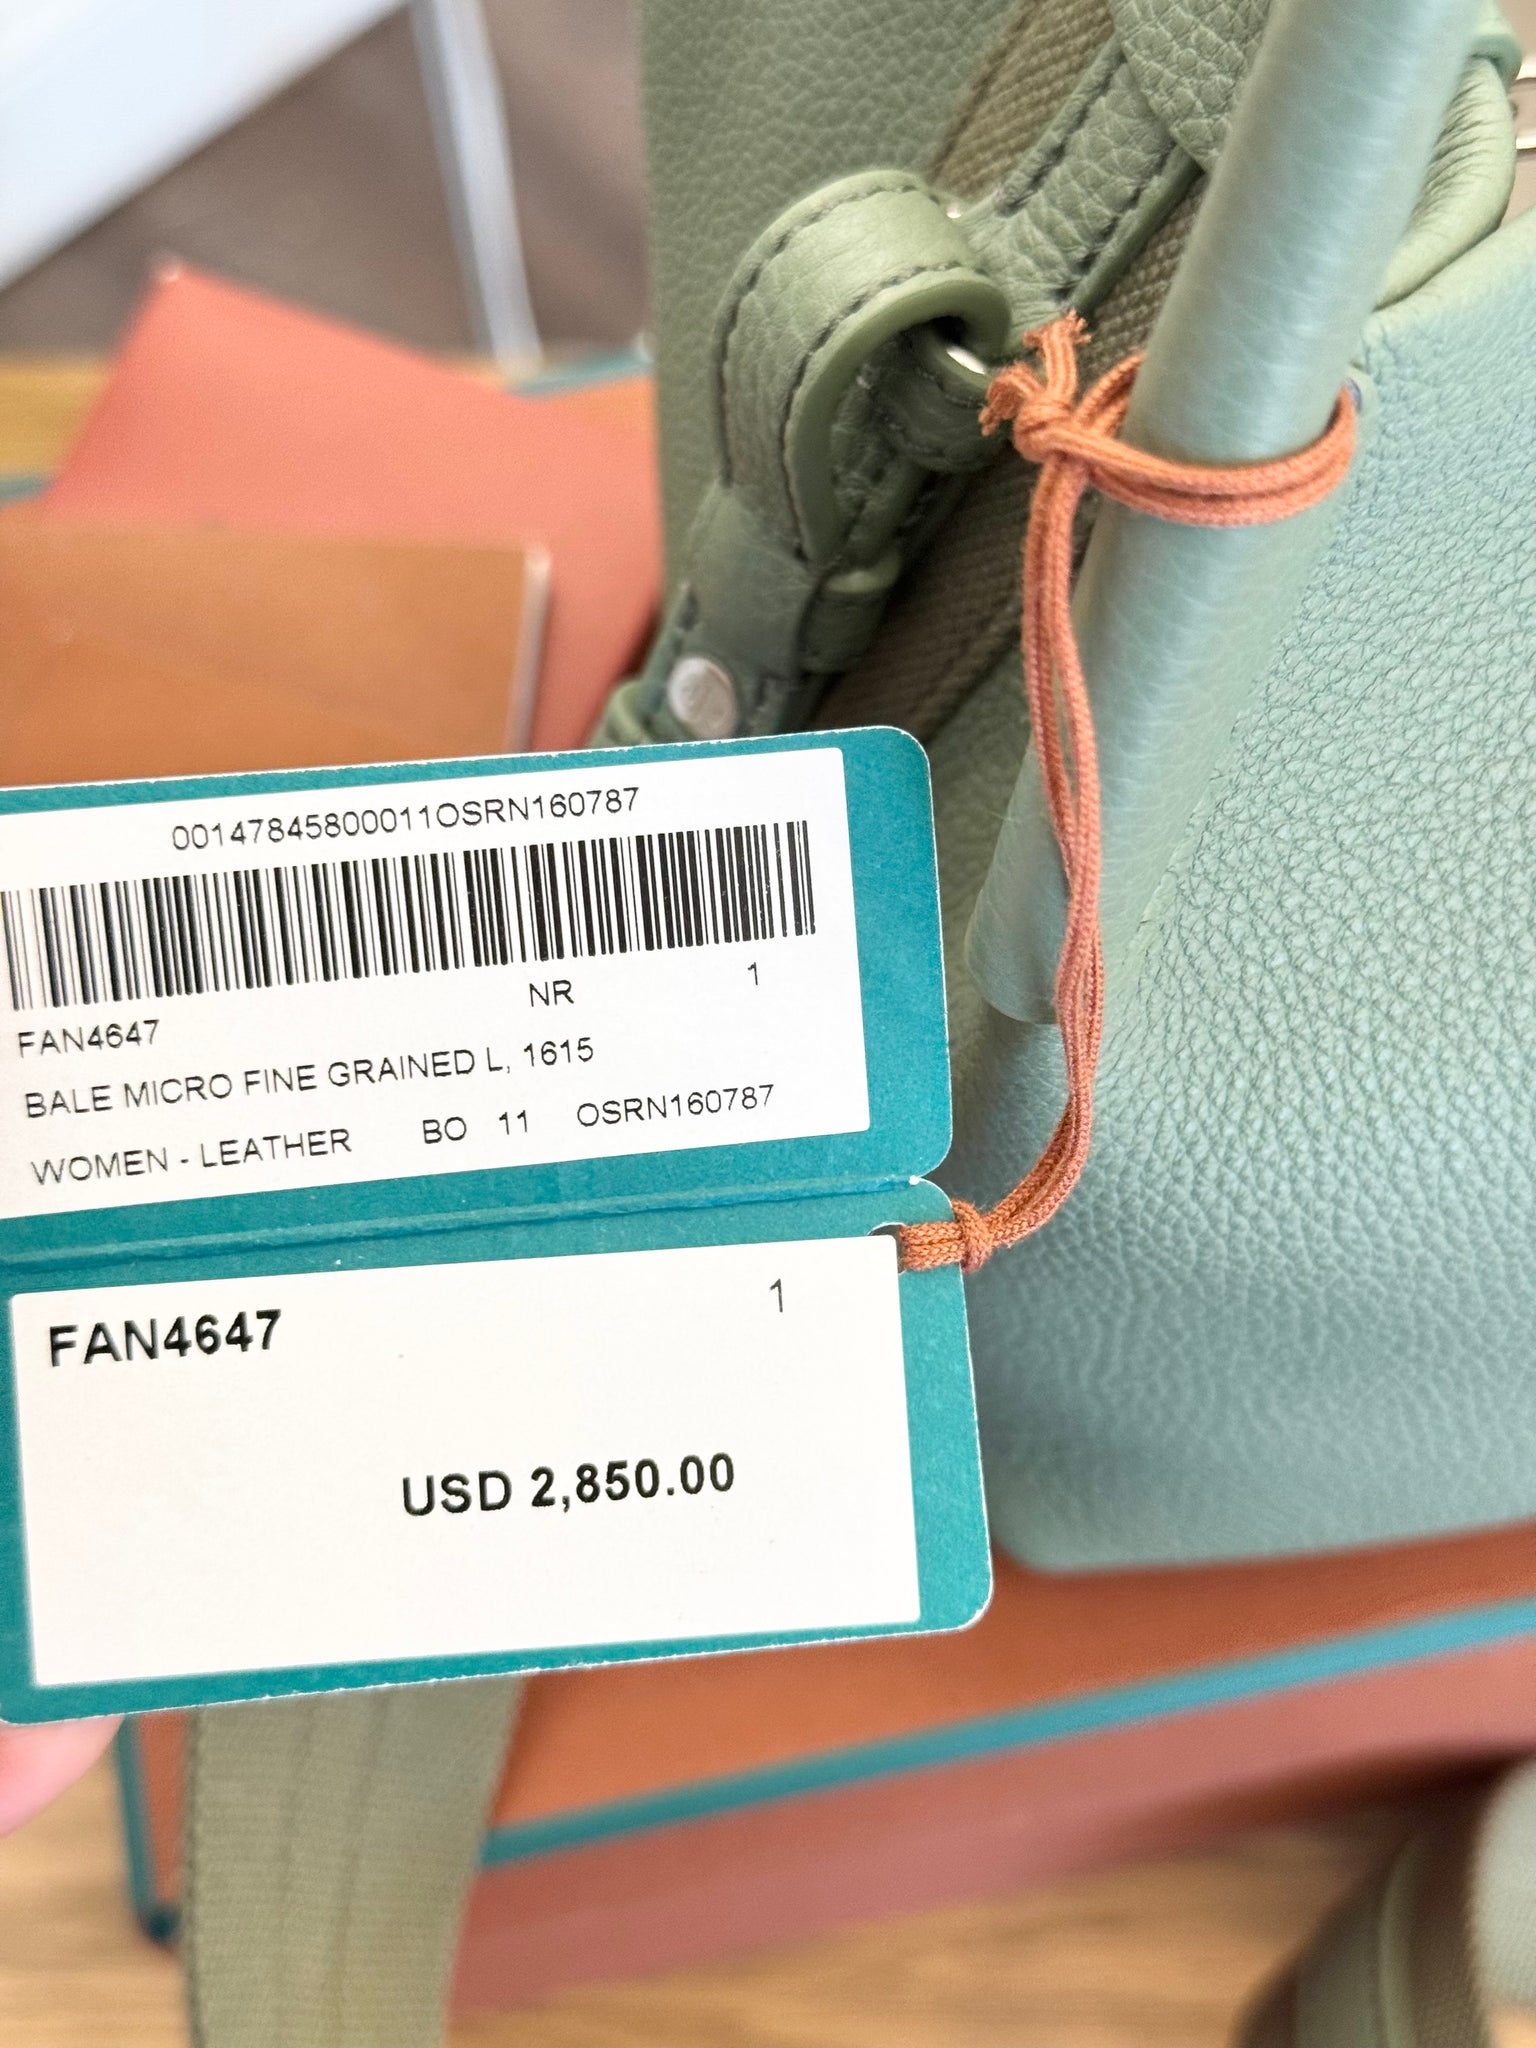 00147845800011OSRN160787
NR 1
FAN4647
BALE MICRO FINE GRAINED L, 1615
WOMEN - LEATHER BO 11 OSRN160787
1
FAN4647
USD 2,850.00